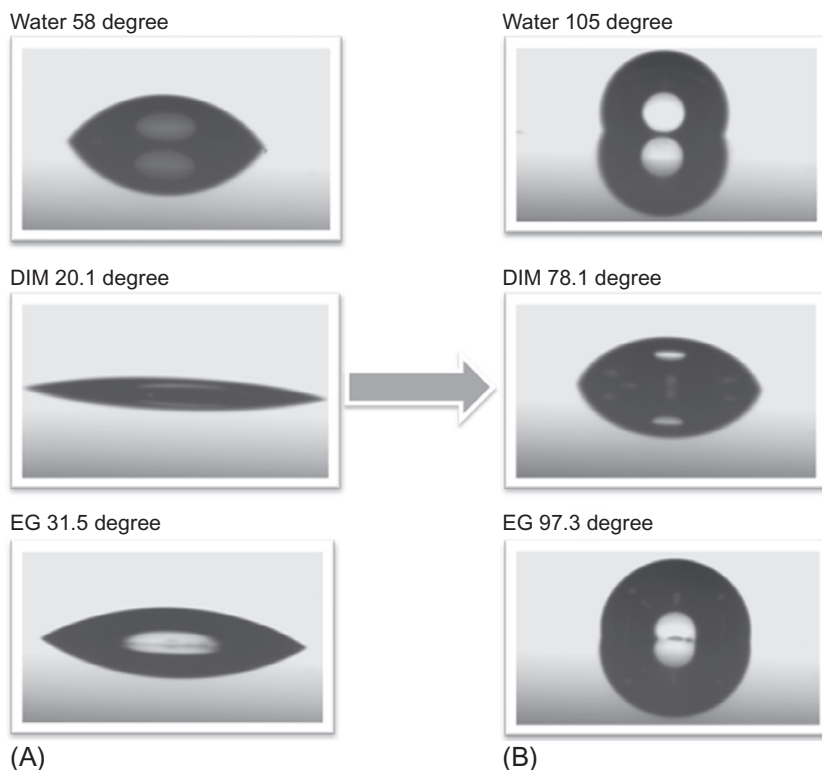 Water 58 degree
Water 105 degree
DIM 20.1 degree
DIM 78.1 degree
EG 31.5 degree
EG 97.3 degree
(A)
(B)